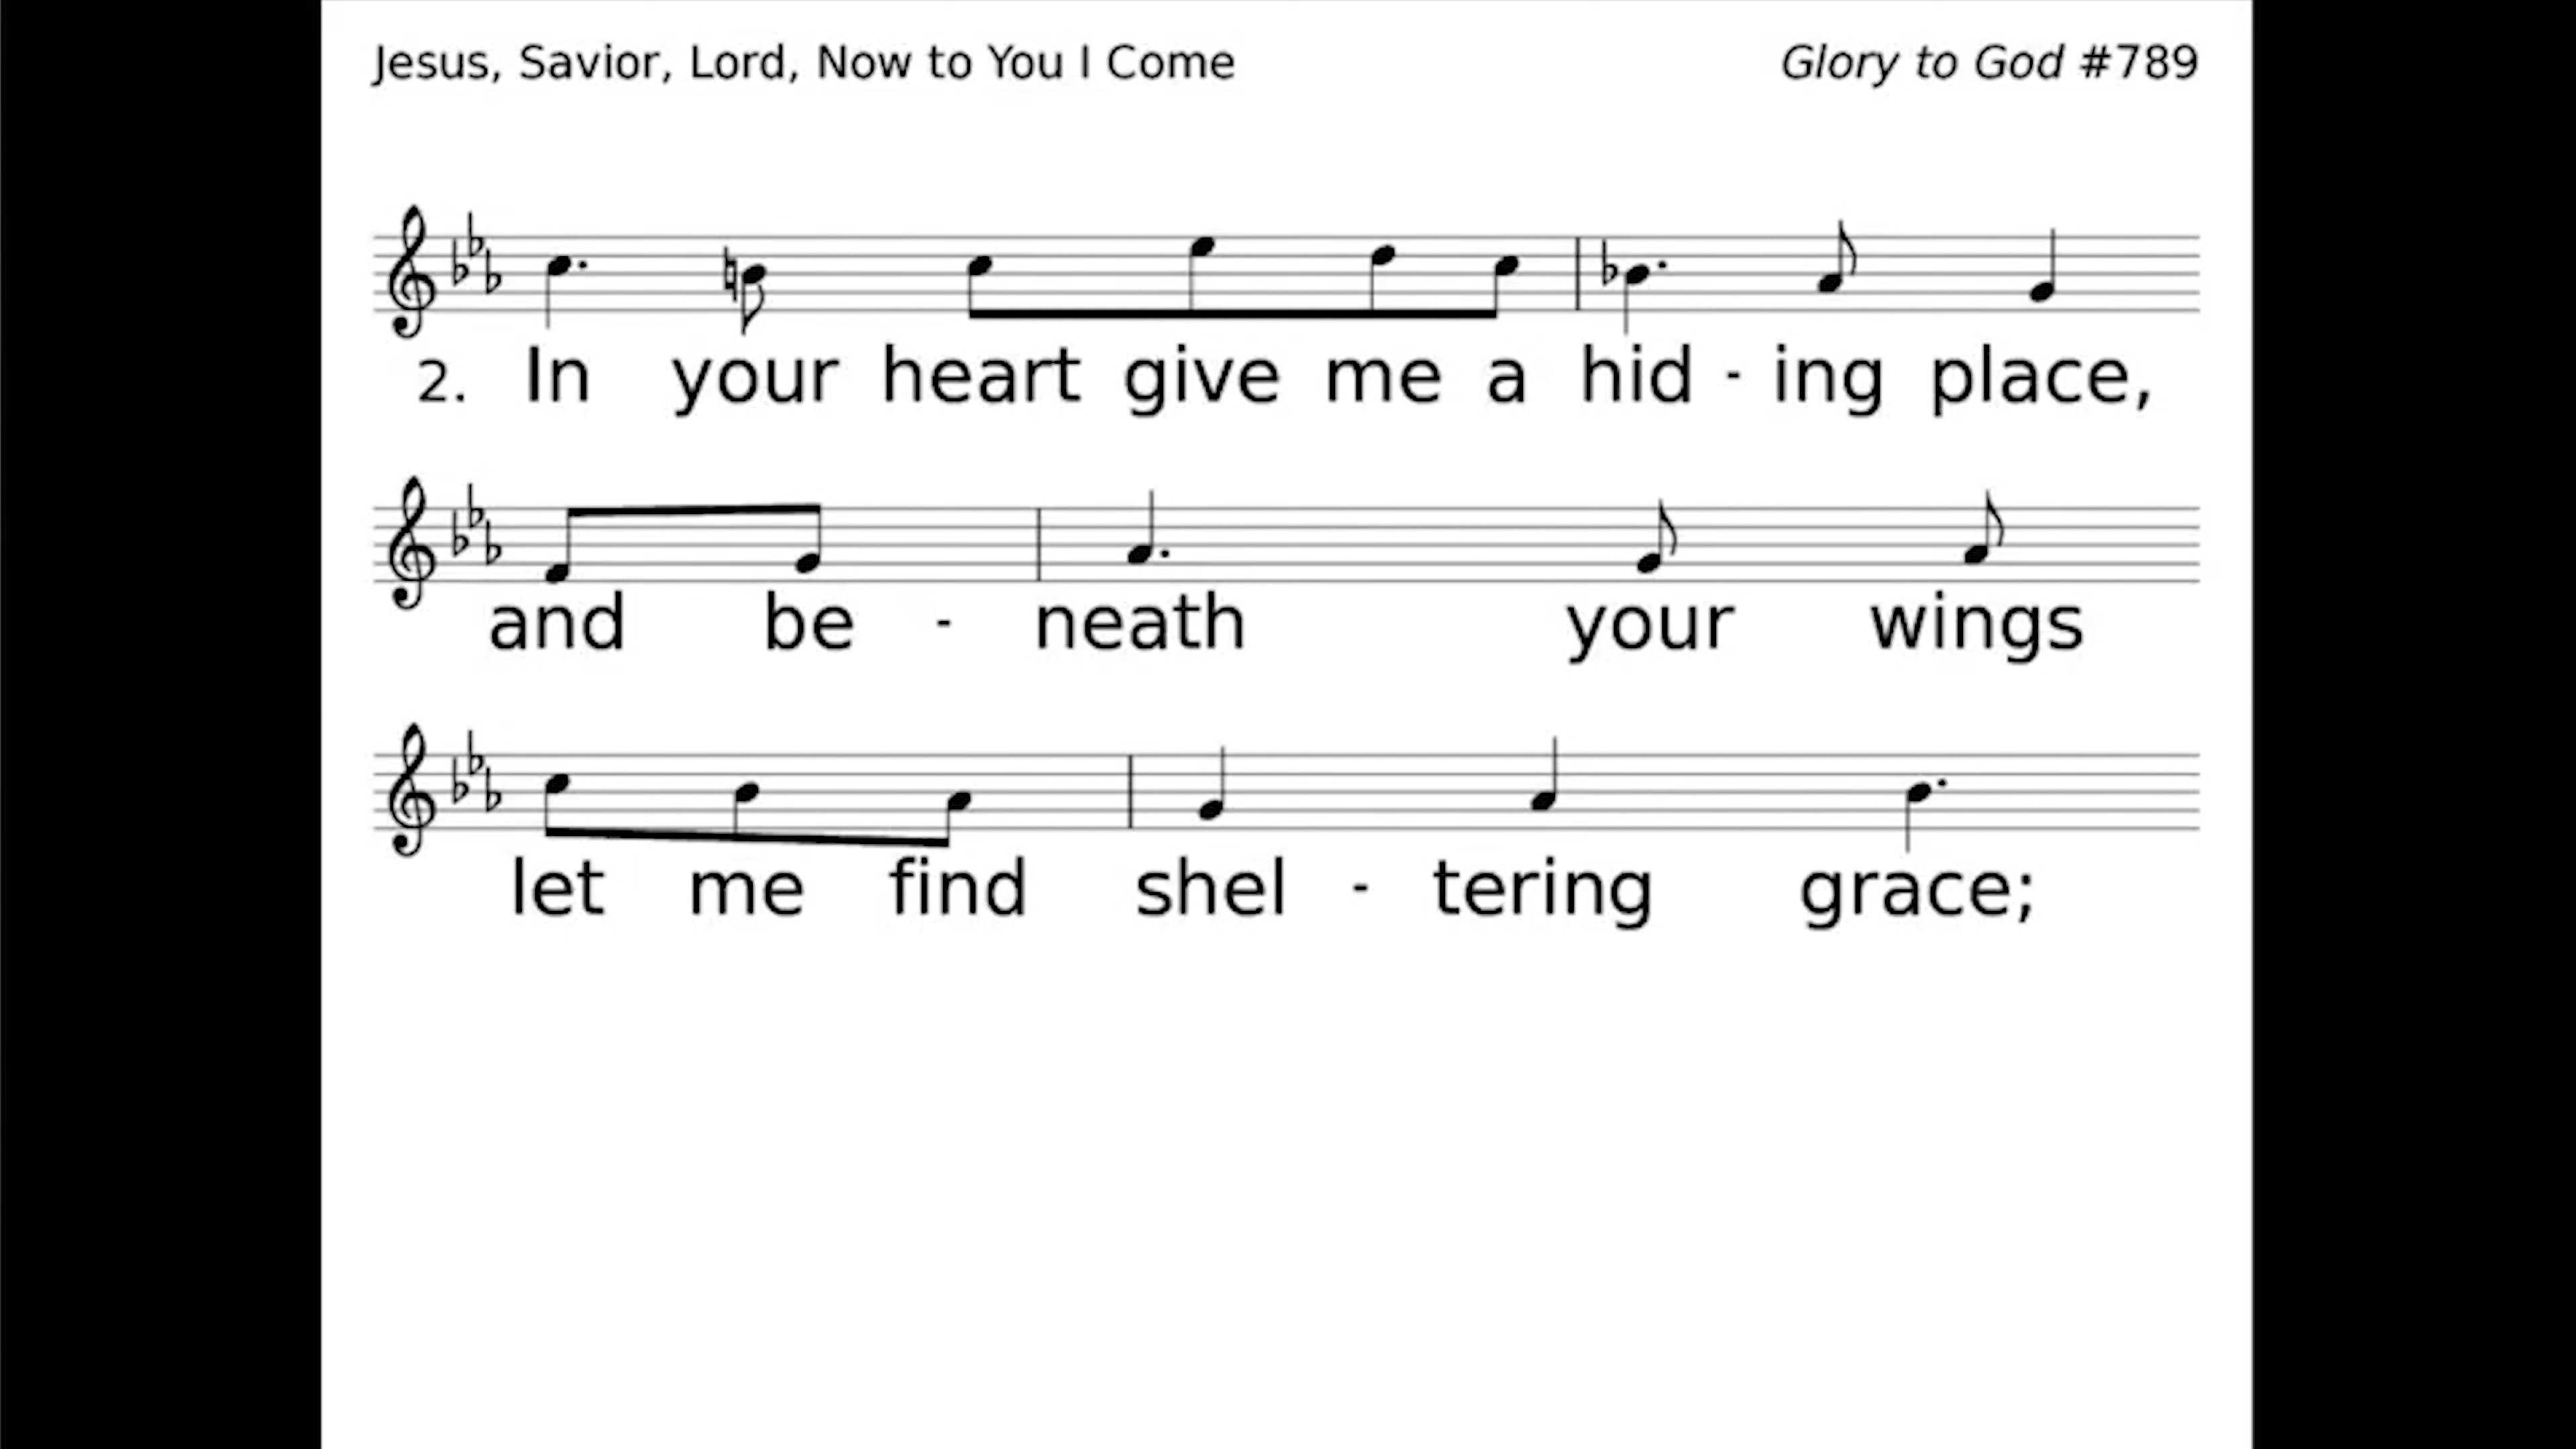 Jesus, Savior, Lord, Now to You I Come Glory to God #789
2. In your heart give me a hid - ing place,
and be - neath your wings
let me find shel - tering grace;